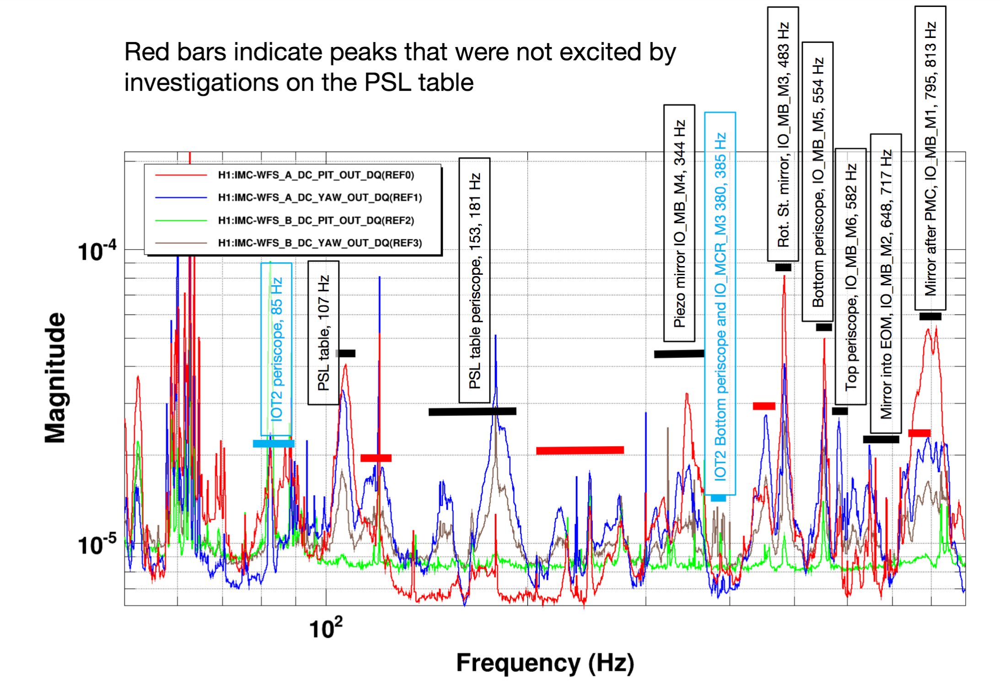 Red bars indicate peaks that were not excited by
investigations on the PSL table
Rot. St. mirror, IO_MB_M3, 483 Hz
Bottom periscope, IO_MB_M5, 554 Hz
Mirror after PMC, IO_MB_M1, 795, 813 Hz
Piezo mirror IO_MB_M4, 344 Hz
IOT2 Bottom periscope and IO_MCR_M3 380, 385 Hz
Top periscope, IO_MB_M6, 582 Hz
Mirror into EOM, IO_MB_M2, 648, 717 Hz
PSL table periscope, 153, 181 Hz
H1:IMC-WFS_A_DC_PIT_OUT_DQ(REF0)
H1:IMC-WFS_A_DC_YAW_OUT_DQ(REF1)
H1:IMC-WFS_B_DC_PIT_OUT_DQ(REF2)
H1:IMC-WFS_B_DC_YAW_OUT_DQ(REF3)
IOT2 periscope, 85 Hz
PSL table, 107 Hz
Magnitude
10-4
10-5
102
Frequency (Hz)